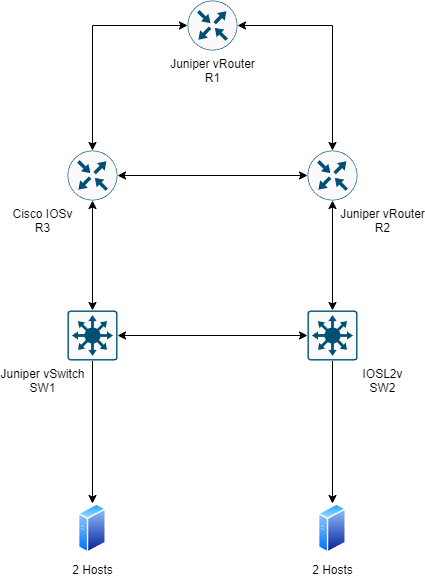 Juniper vRouter
R1
Cisco IOSv
R3
Juniper vRouter
R2
Juniper vSwitch
SW1
IOSL2v
SW2
2 Hosts
2 Hosts